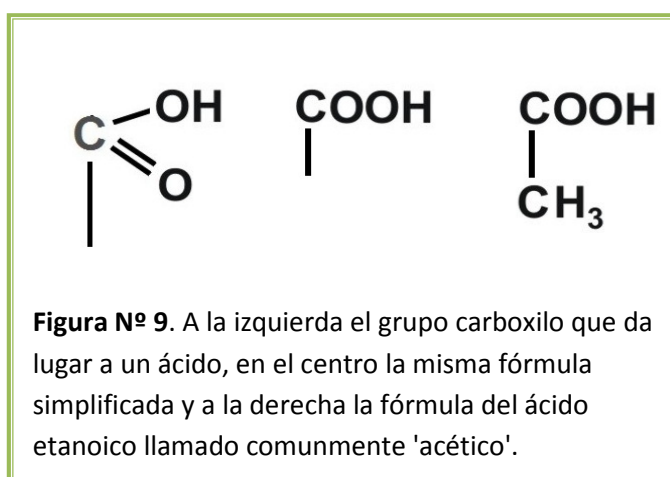 OH COOH COOH
C
O
CH₃
Figura Nº 9. A la izquierda el grupo carboxilo que da
lugar a un ácido, en el centro la misma fórmula
simplificada y a la derecha la fórmula del ácido
etanoico llamado comunmente 'acético'.